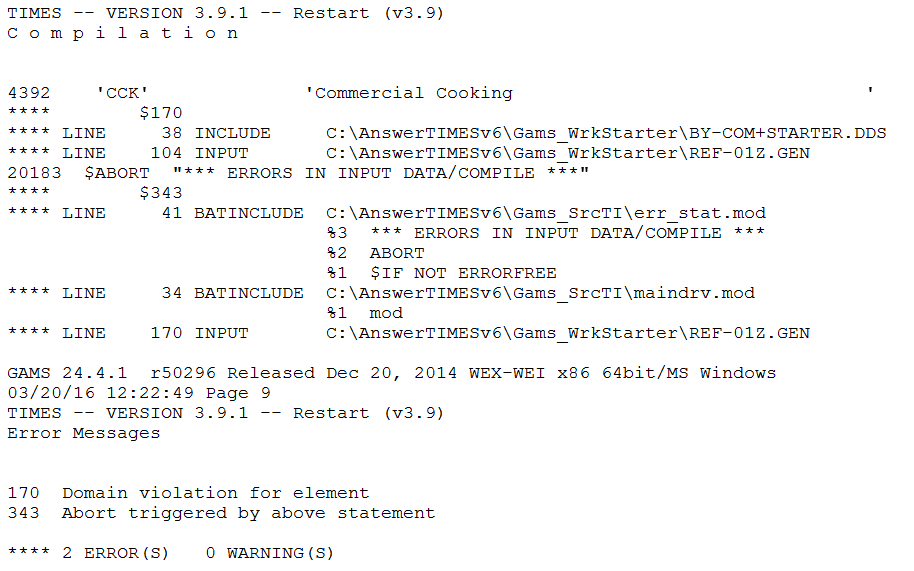 TIMES -- VERSION 3.9.1 -- Restart (v3.9)
C o m p i l a t i o n
4392    'CCK'              'Commercial Cooking                                '
****        $170
**** LINE     38 INCLUDE     C:\AnswerTIMESv6\Gams_WrkStarter\BY-COM+STARTER.DDS
**** LINE    104 INPUT       C:\AnswerTIMESv6\Gams_WrkStarter\REF-01Z.GEN
20183  $ABORT  "*** ERRORS IN INPUT DATA/COMPILE ***"
****        $343
**** LINE     41 BATINCLUDE  C:\AnswerTIMESv6\Gams_SrcTI\err_stat.mod
%3  *** ERRORS IN INPUT DATA/COMPILE ***
%2  ABORT
%1  $IF NOT ERRORFREE
**** LINE     34 BATINCLUDE  C:\AnswerTIMESv6\Gams_SrcTI\maindrv.mod
%1  mod
**** LINE    170 INPUT       C:\AnswerTIMESv6\Gams_WrkStarter\REF-01Z.GEN
GAMS 24.4.1  r50296 Released Dec 20, 2014 WEX-WEI x86 64bit/MS Windows
03/20/16 12:22:49 Page 9
TIMES -- VERSION 3.9.1 -- Restart (v3.9)
Error Messages
170  Domain violation for element
343  Abort triggered by above statement
**** 2 ERROR(S)   0 WARNING(S)